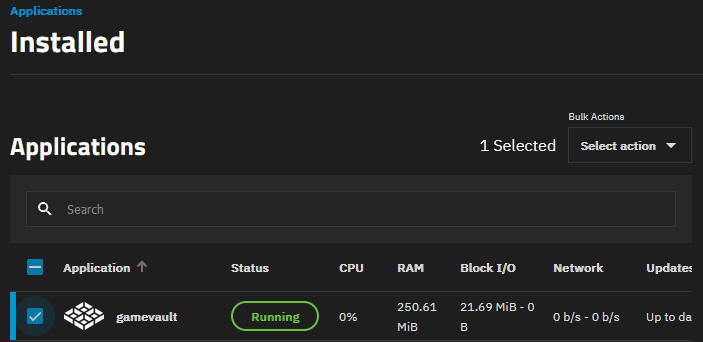 Applications
Installed
Bulk Actions
Applications
1 Selected
Select action
Search
Application Status CPU RAM Block I/O Network Updates
gamevault Running 0% 250.61 MiB 21.69 MiB - 0 B 0 b/s - 0 b/s Up to da